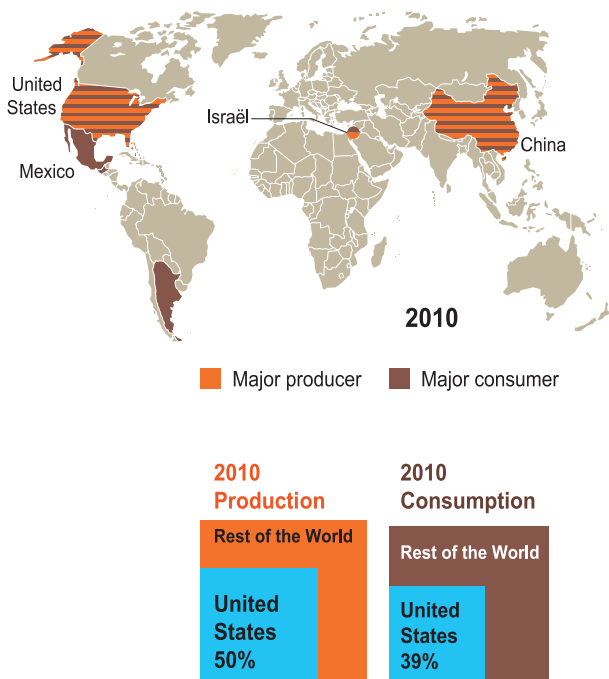 United
States
Israël
China
Mexico
2010
Major producer
Major consumer
2010
Production
2010
Consumption
Rest of the World
United
States
50%
Rest of the World
United
States
39%